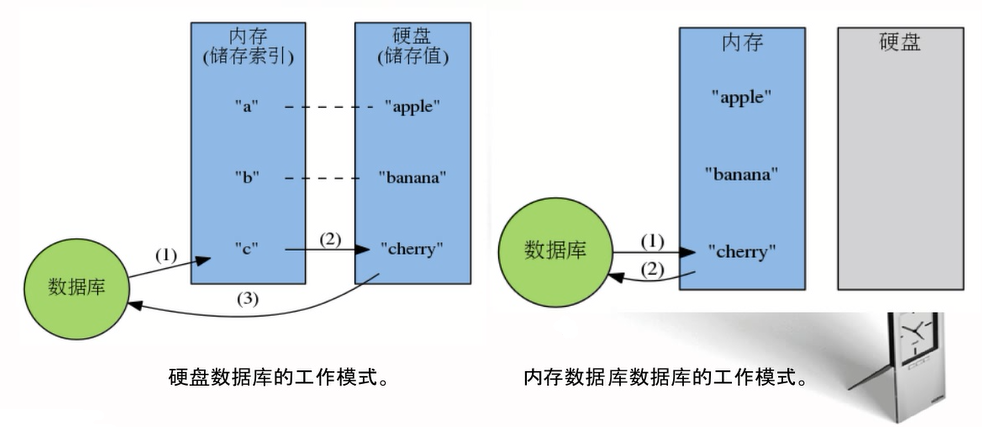 内存
(储存索引)
硬盘
(储存值)
"a"
"apple"
"b"
"banana"
"c"
(2)
"cherry"
(1)
数据库
(3)
硬盘数据库的工作模式。
内存
硬盘
"apple"
"banana"
数据库
(1)
"cherry"
(2)
内存数据库数据库的工作模式。